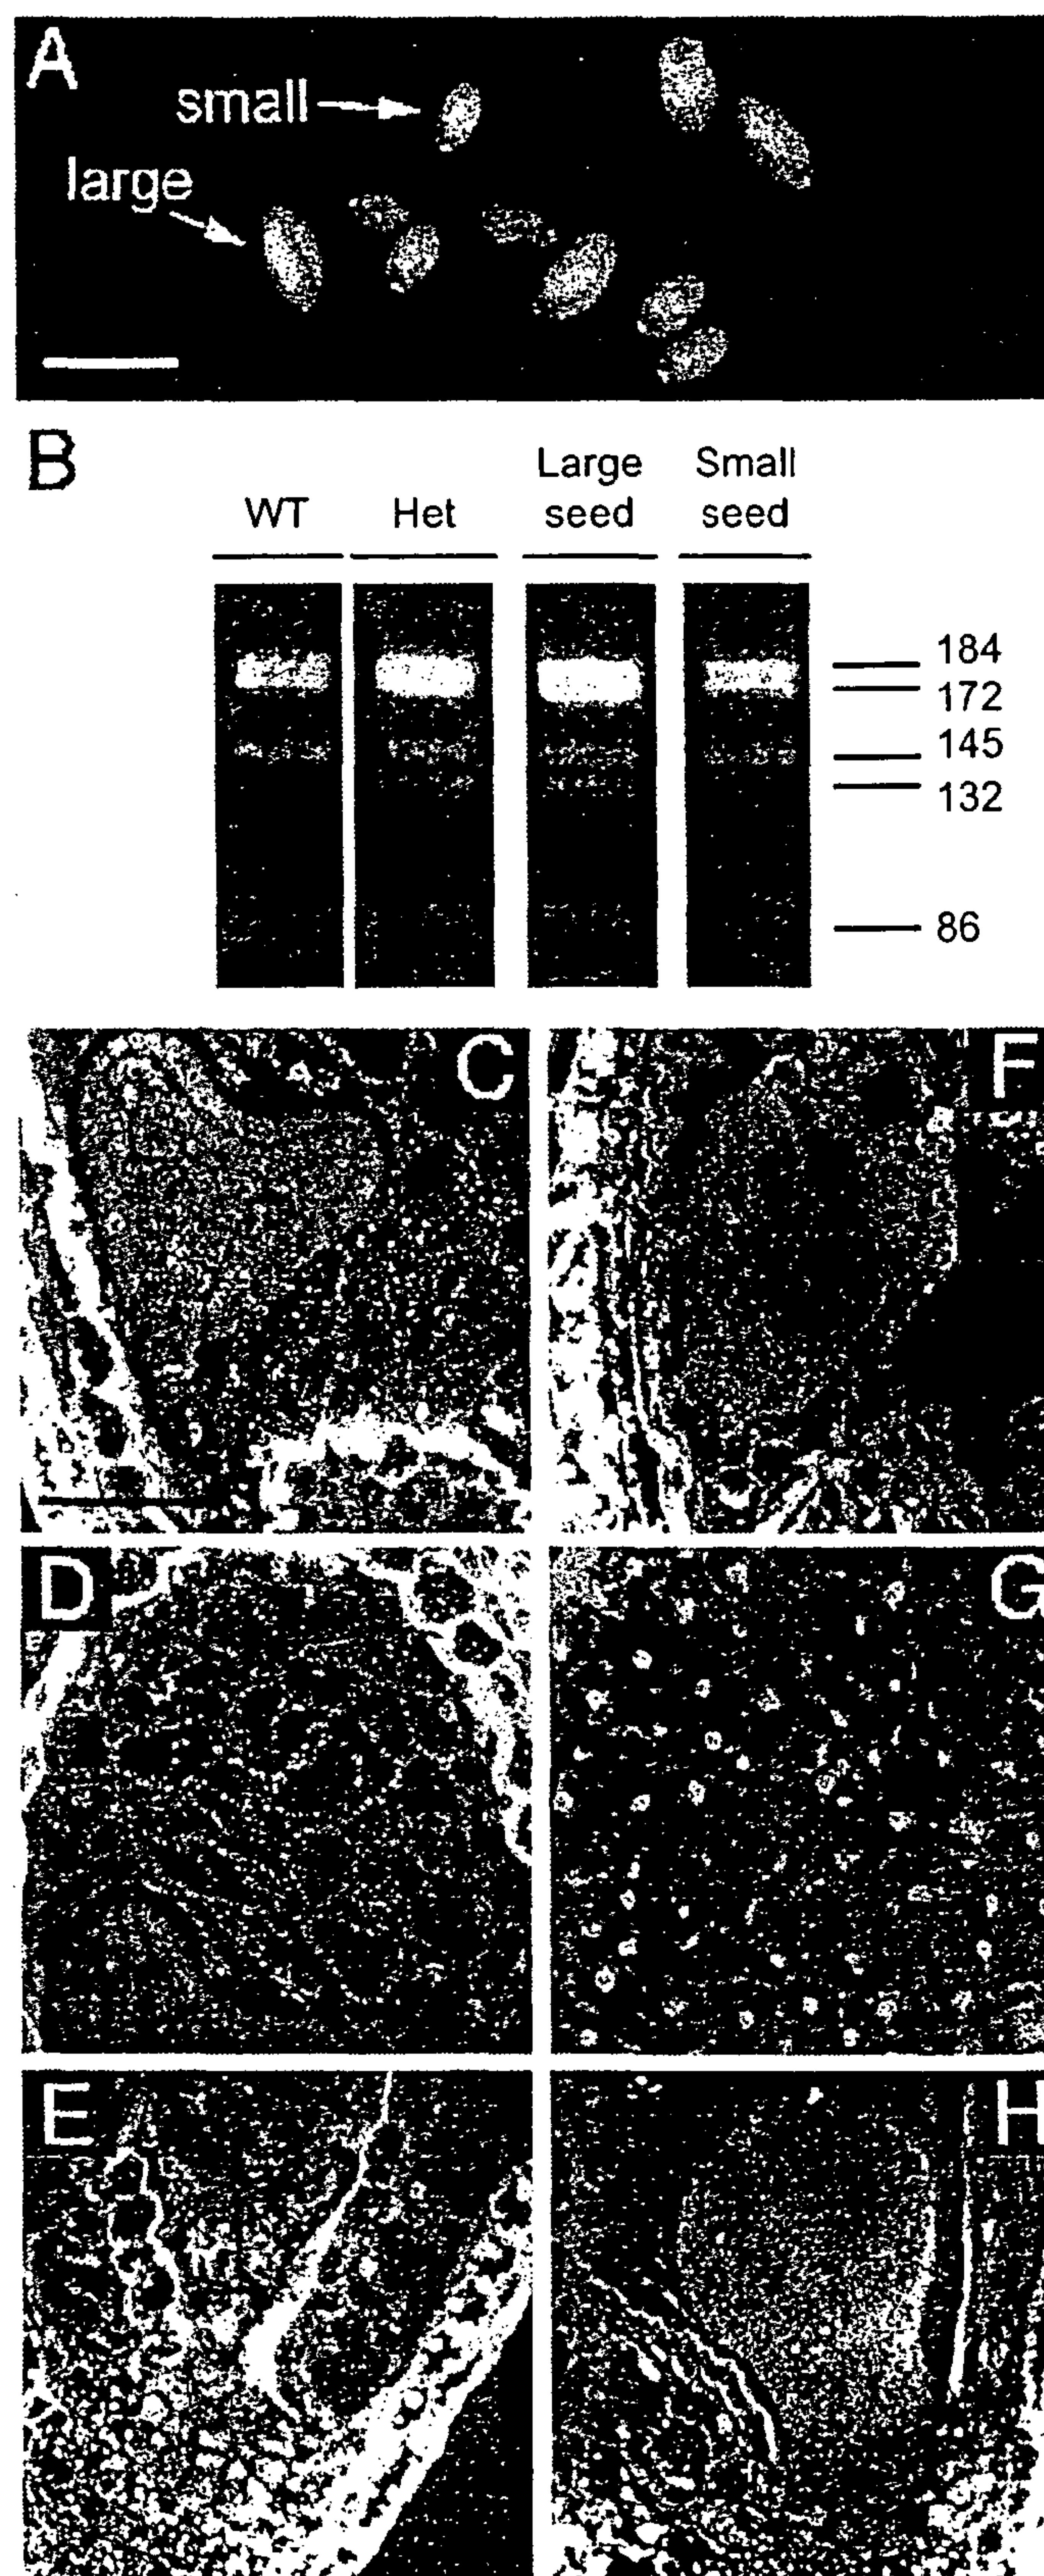 A
small
large
B
WT
Het
Large
seed
Small
seed
184
172
145
132
86
C
F
D
G
E
H